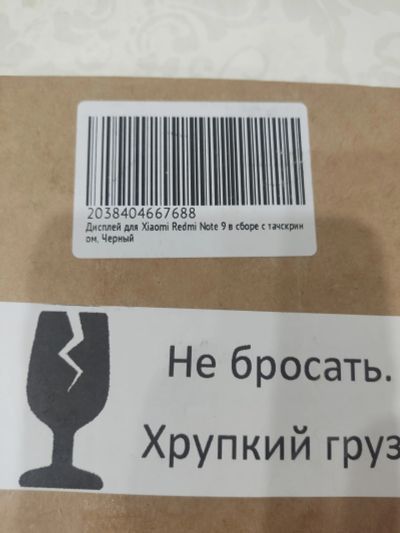 2038404667688
Дисплей для Xiaomi Redmi Note 9 в сборе с тачскрин
ом, Черный
Не бросать.
Хрупкий груз